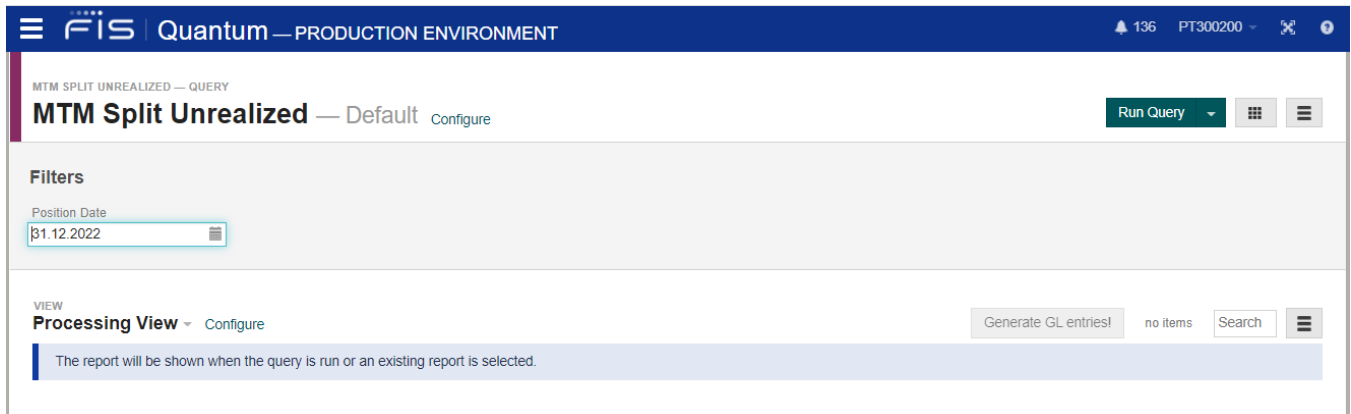 FIS Quantum — PRODUCTION ENVIRONMENT 136 PT300200
MTM SPLIT UNREALIZED — QUERY
MTM Split Unrealized — Default Configure Run Query
Filters
Position Date
31.12.2022
VIEW
Processing View Configure Generate GL entries! no items Search
The report will be shown when the query is run or an existing report is selected.